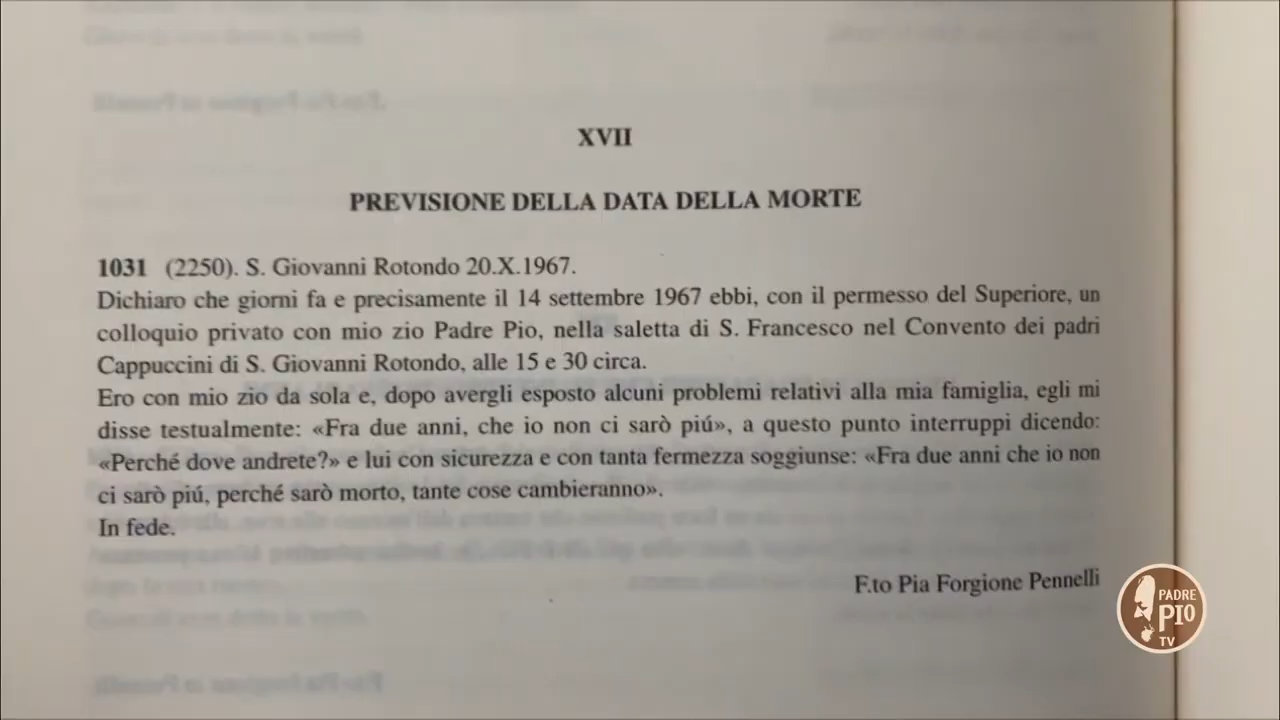 XVII
PREVISIONE DELLA DATA DELLA MORTE
1031 (2250). S. Giovanni Rotondo 20.X.1967.
Dichiaro che giorni fa e precisamente il 14 settembre 1967 ebbi, con il permesso del Superiore, un
colloquio privato con mio zio Padre Pio, nella saletta di S. Francesco nel Convento dei padri
Cappuccini di S. Giovanni Rotondo, alle 15 e 30 circa.
Ero con mio zio da sola e, dopo avergli esposto alcuni problemi relativi alla mia famiglia, egli mi
disse testualmente: «Fra due anni, che io non ci sarò piú», a questo punto interruppi dicendo:
«Perché dove andrete?» e lui con sicurezza e con tanta fermezza soggiunse: «Fra due anni che io non
ci sarò piú, perché sarò morto, tante cose cambieranno».
In fede.
F.to Pia Forgione Pennelli
PADRE
PIO
TV